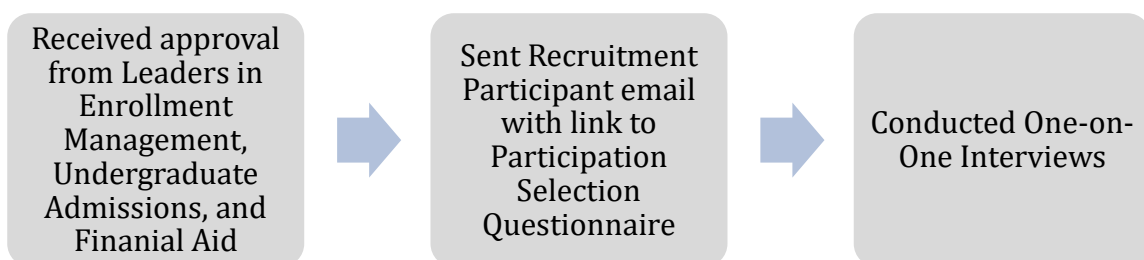 Received approval
from Leaders in
Enrollment
Management,
Undergraduate
Admissions, and
Finanial Aid
Sent Recruitment
Participant email
with link to
Participation
Selection
Questionnaire
Conducted One-on-
One Interviews